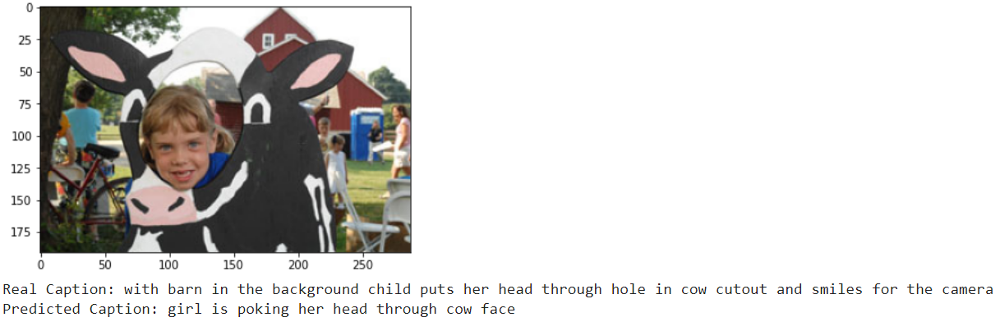 0
25
50
75
100
125
150
175
0 50 100 150 200 250
Real Caption: with barn in the background child puts her head through hole in cow cutout and smiles for the camera
Predicted Caption: girl is poking her head through cow face